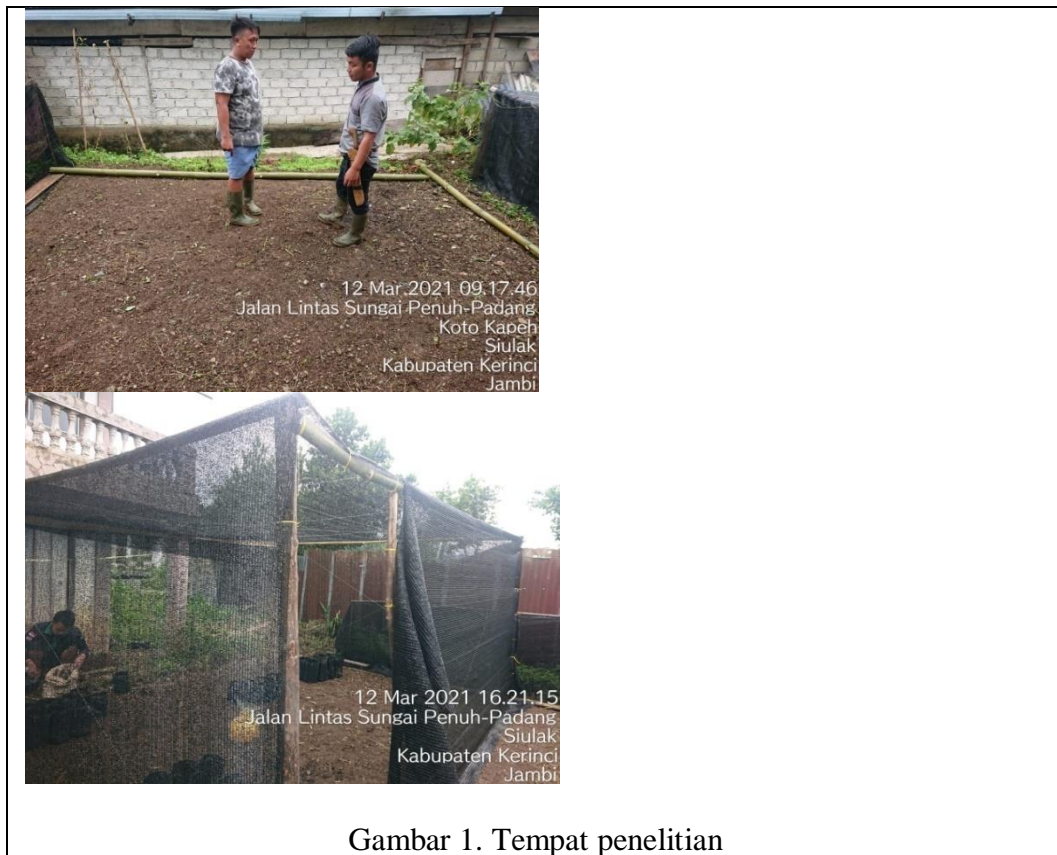 12 Mar 2021 09.17.46
Jalan Lintas Sungai Penuh-Padang
Koto Kapeh
Siulak
Kabupaten Kerinci
Jambi
12 Mar 2021 16.21.15
Jalan Lintas Sungai Penuh-Padang
Siulak
Kabupaten Kerinci
Jambi
Gambar 1. Tempat penelitian